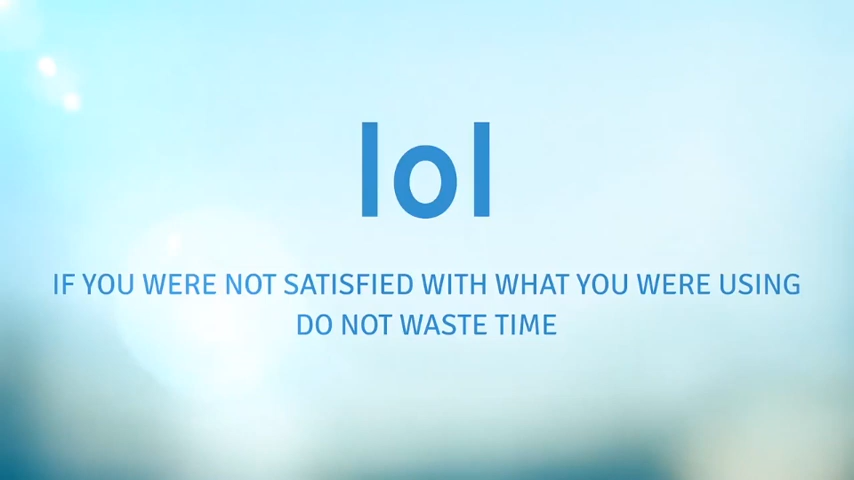 lol
IF YOU WERE NOT SATISFIED WITH WHAT YOU WERE USING
DO NOT WASTE TIME